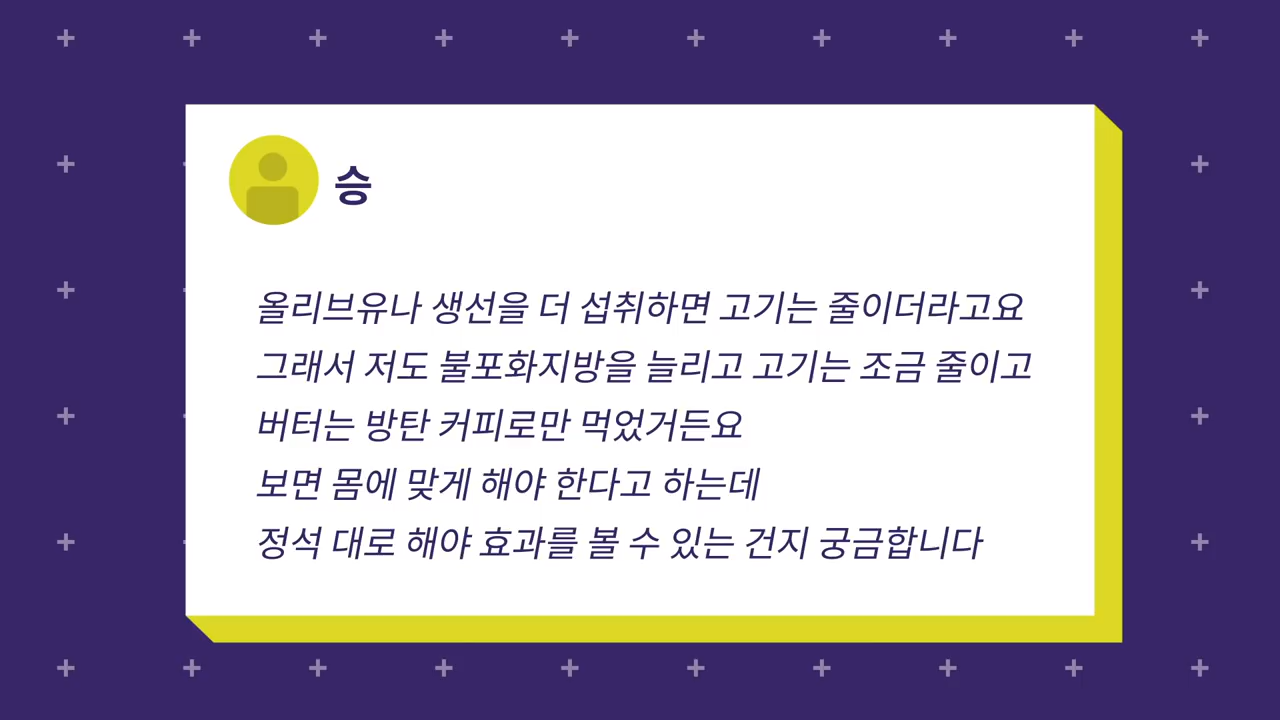 승
올리브유나 생선을 더 섭취하면 고기는 줄이더라고요
그래서 저도 불포화지방을 늘리고 고기는 조금 줄이고
버터는 방탄 커피로만 먹었거든요
보면 몸에 맞게 해야 한다고 하는데
정석 대로 해야 효과를 볼 수 있는 건지 궁금합니다